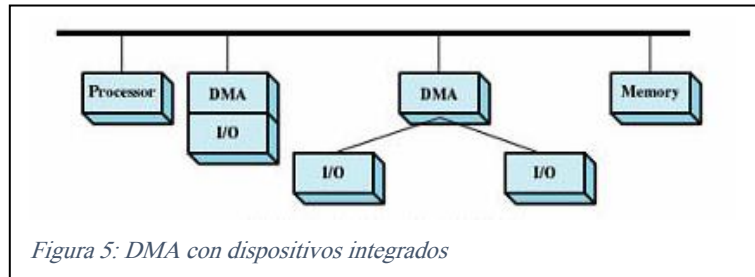 Processor
DMA
I/O
DMA
I/O
I/O
Memory
Figura 5: DMA con dispositivos integrados